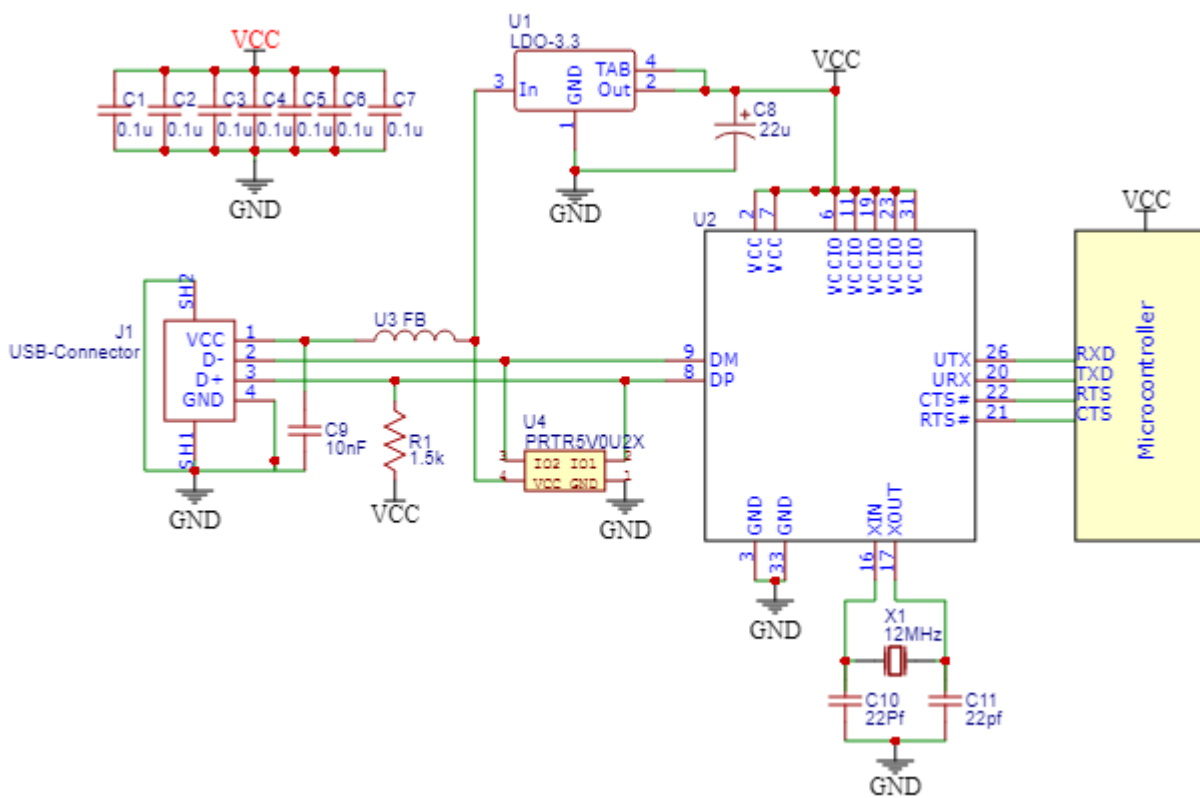 VCC
C1
0.1u
C2
0.1u
C3
0.1u
C4
0.1u
C5
0.1u
C6
0.1u
C7
0.1u
GND
U1
LDO-3.3
3
In
GND
1
TAB
Out
4
2
C8
22u
VCC
GND
U2
2
7
6
11
19
23
31
VCC
VCC
VCCIO
VCCIO
VCCIO
VCCIO
VCCIO
9
8
DM
DP
UTX
URX
CTS#
RTS#
26
20
22
21
GND
GND
3
33
GND
XIN
XOUT
16
17
X1
12MHz
C10
22Pf
C11
22pf
GND
VCC
RXD
TXD
RTS
CTS
Microcontroller
J1
USB-Connector
SH2
SH1
VCC
D-
D+
GND
1
2
3
4
GND
C9
10nF
U3 FB
R1
1.5k
VCC
U4
PRTR5V0U2X
3
4
IO2 IO1
VCC GND
2
1
GND